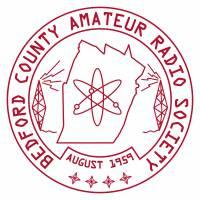 BEDFORD COUNTY AMATEUR RADIO SOCIETY
AUGUST 1959